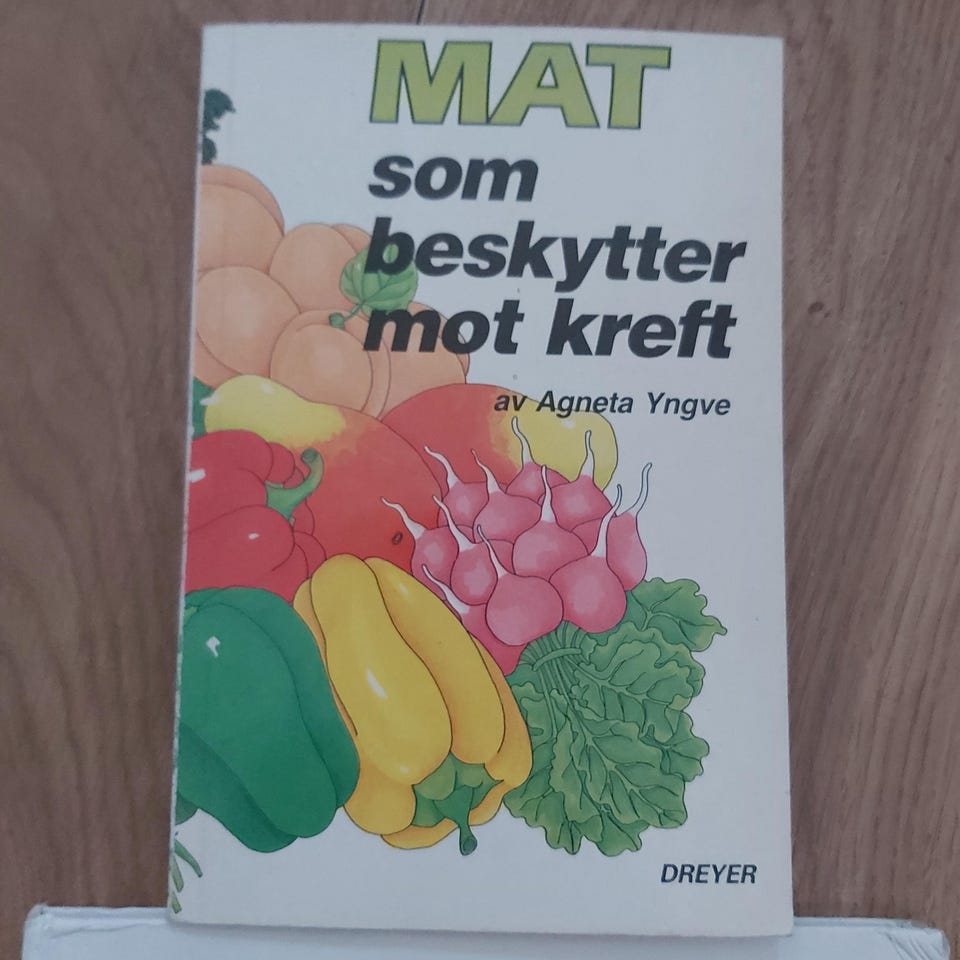 MAT
som
beskytter
mot kreft
av Agneta Yngve
DREYER